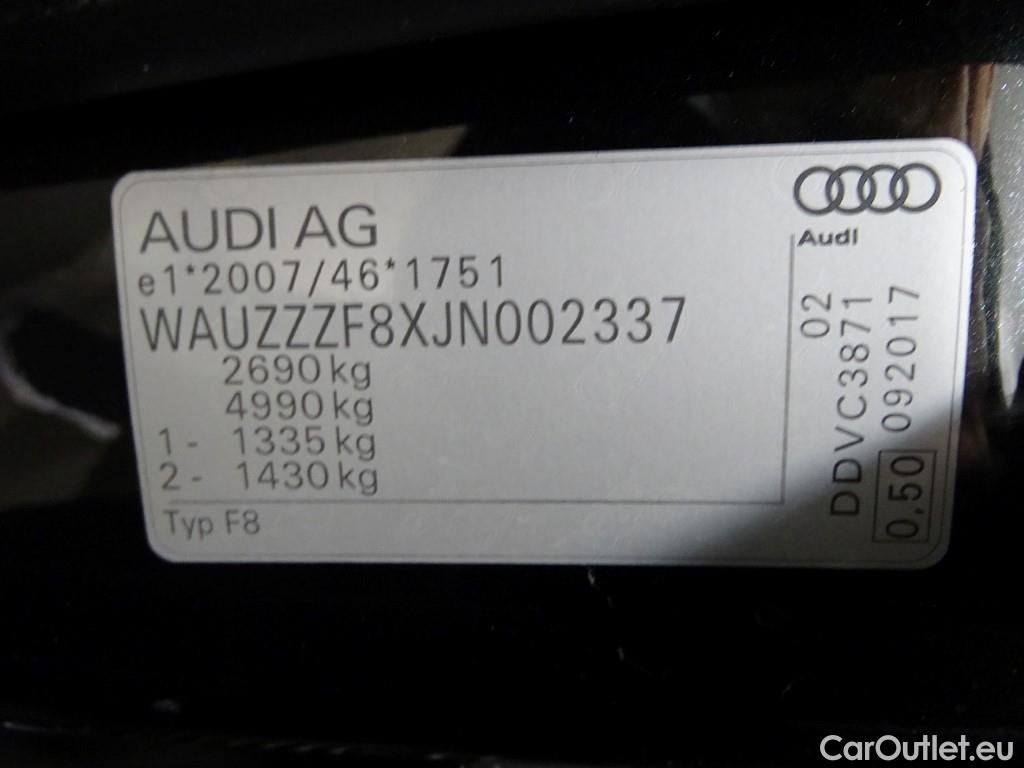 AUDI AG
e1*2007/46*1751
WAUZZZF8XJN002337
2690 kg
4990 kg
1 - 1335 kg
2 - 1430 kg
Typ F8
Audi
02
DDVC3871
092017
0,50
CarOutlet.eu